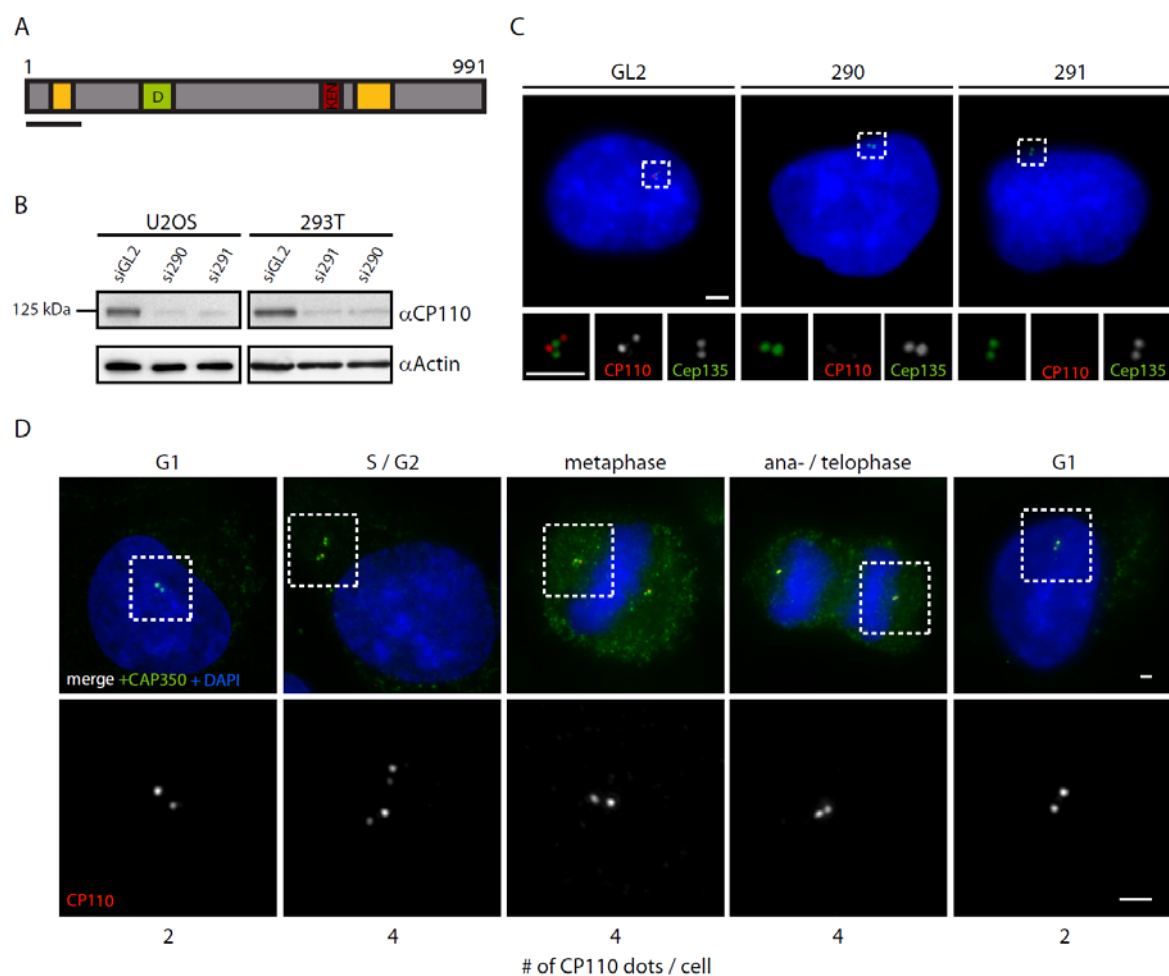 A
1 991
D KEN
B
U2OS 293T
siGL2 si290 si291 siGL2 si291 si290
125 kDa αCP110
αActin
C
GL2 290 291
CP110 Cep135 CP110 Cep135 CP110 Cep135
D
G1 S / G2 metaphase ana- / telophase G1
merge +CAP350 + DAPI
CP110
2 4 4 4 2
# of CP110 dots / cell